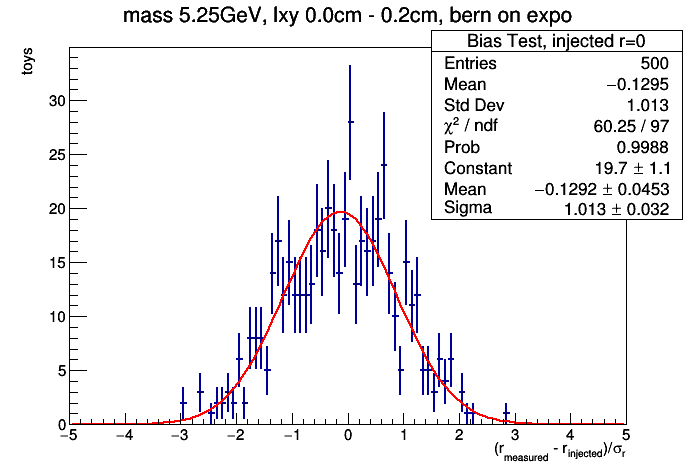 mass 5.25GeV, lxy 0.0cm - 0.2cm, bern on expo
Bias Test, injected r=0
Entries 500
Mean −0.1295
Std Dev 1.013
χ² / ndf 60.25 / 97
Prob 0.9988
Constant 19.7 ± 1.1
Mean −0.1292 ± 0.0453
Sigma 1.013 ± 0.032
toys
30
25
20
15
10
5
0
−5 −4 −3 −2 −1 0 1 2 3 4 5
(r_measured - r_injected)/σ_r